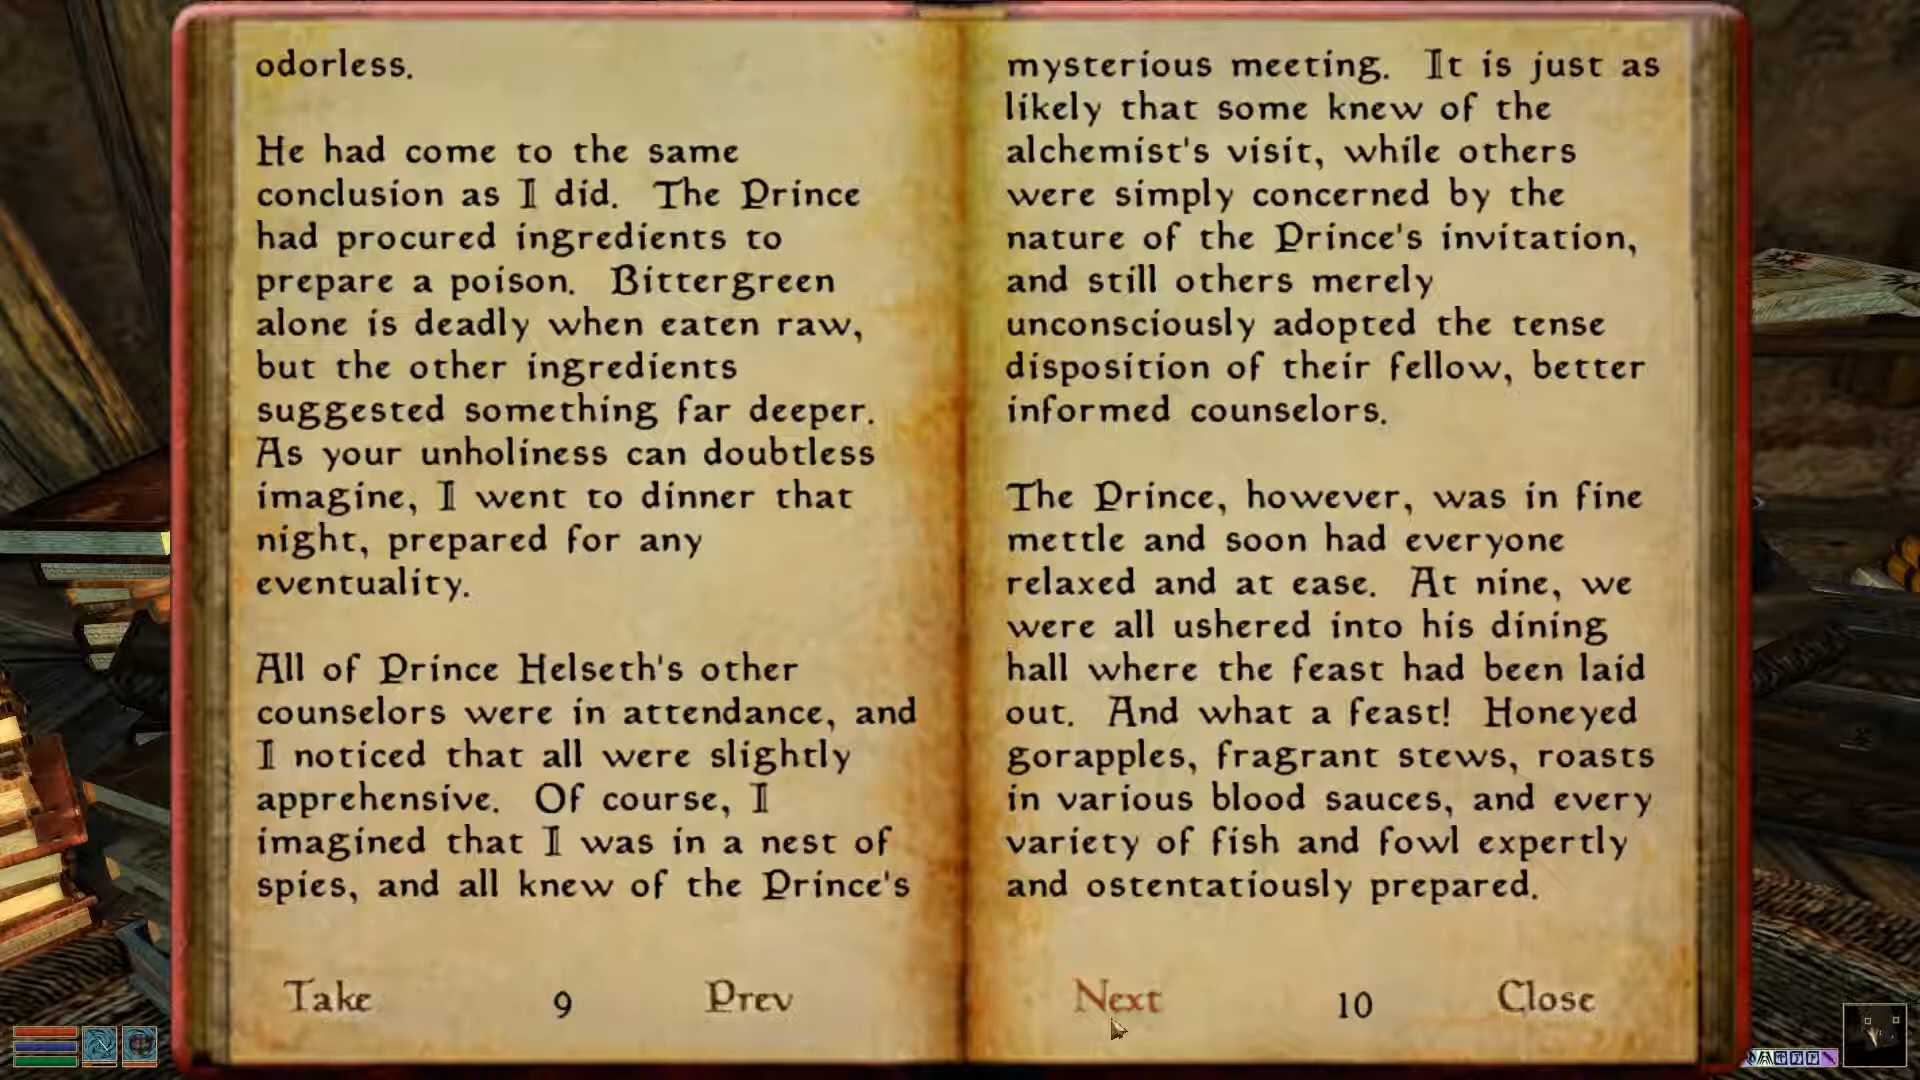 odorless.
He had come to the same
conclusion as I did. The Prince
had procured ingredients to
prepare a poison. Bittergreen
alone is deadly when eaten raw,
but the other ingredients
suggested something far deeper.
As your unholiness can doubtless
imagine, I went to dinner that
night, prepared for any
eventuality.
All of Prince Helseth's other
counselors were in attendance, and
I noticed that all were slightly
apprehensive. Of course, I
imagined that I was in a nest of
spies, and all knew of the Prince's
mysterious meeting. It is just as
likely that some knew of the
alchemist's visit, while others
were simply concerned by the
nature of the Prince's invitation,
and still others merely
unconsciously adopted the tense
disposition of their fellow, better
informed counselors.
The Prince, however, was in fine
mettle and soon had everyone
relaxed and at ease. At nine, we
were all ushered into his dining
hall where the feast had been laid
out. And what a feast! Honeyed
gorapples, fragrant stews, roasts
in various blood sauces, and every
variety of fish and fowl expertly
and ostentatiously prepared.
Take 9 Prev Next 10 Close